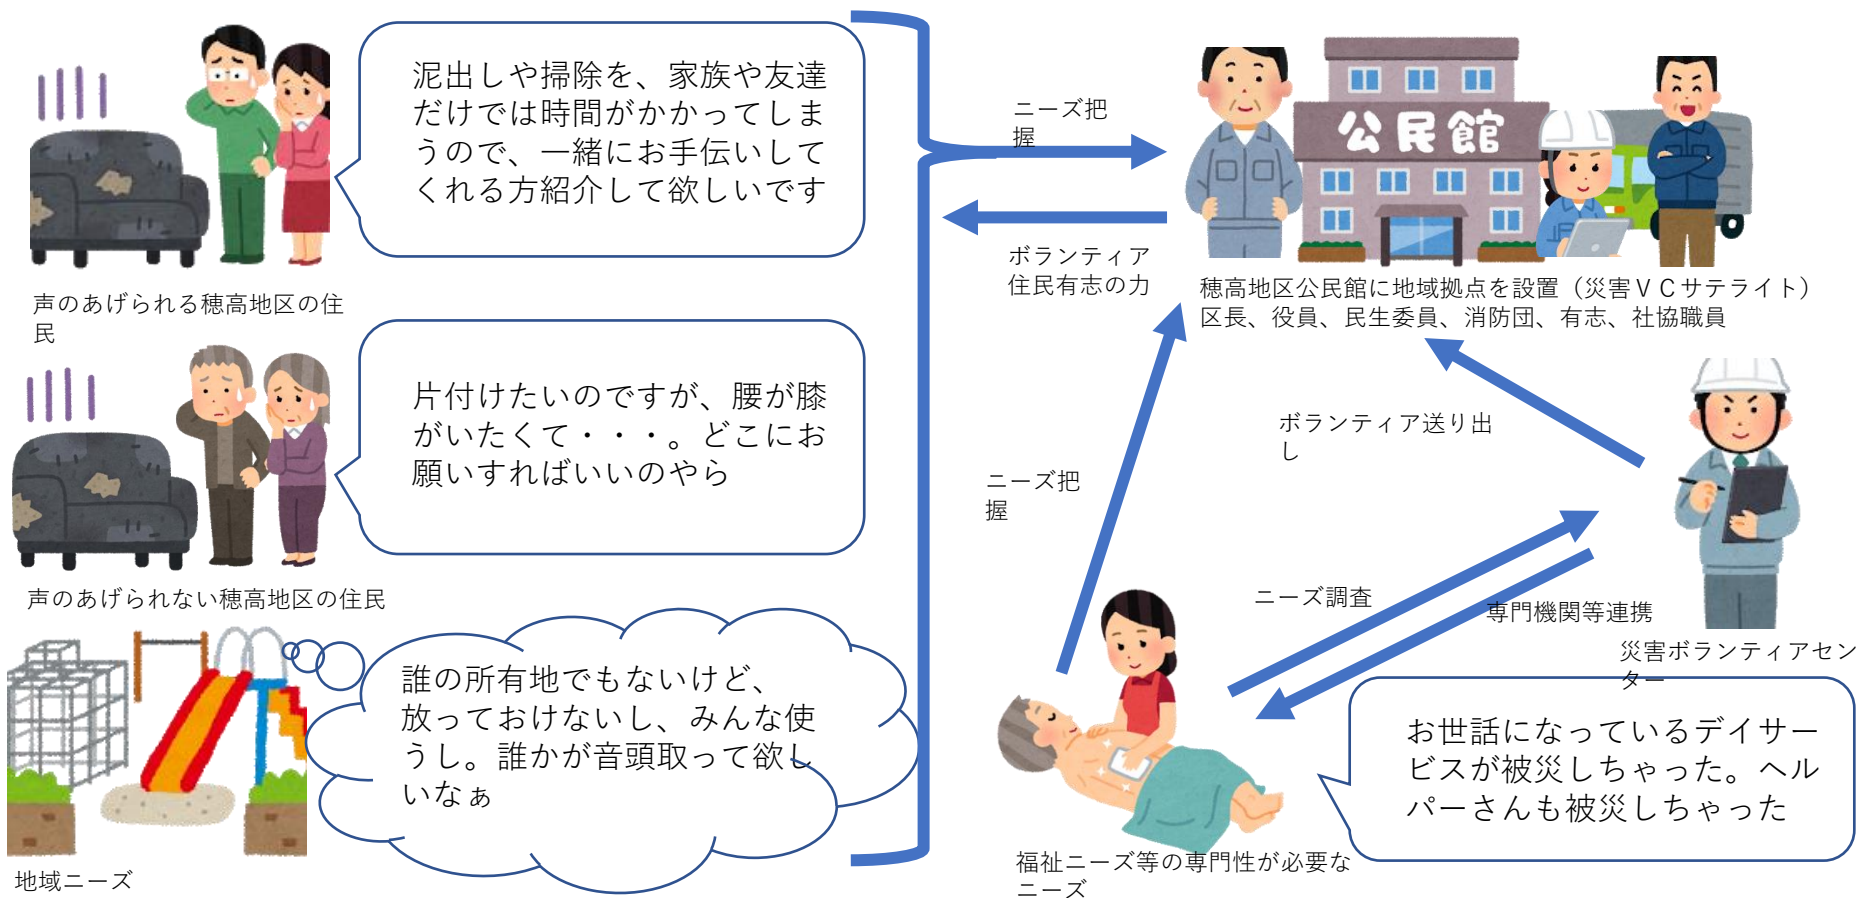 泥出しや掃除を、家族や友達
だけでは時間がかかってしま
うので、一緒にお手伝いして
くれる方紹介して欲しいです
声のあげられる穂高地区の住
民
片付けたいのですが、腰が膝
がいたくて・・・。どこにお
願いすればいいのやら
声のあげられない穂高地区の住民
誰の所有地でもないけど、
放っておけないし、みんな使
うし。誰かが音頭取って欲し
いなぁ
地域ニーズ
ニーズ把
握
ボランティア
住民有志の力
公民館
穂高地区公民館に地域拠点を設置（災害ＶＣサテライト）
区長、役員、民生委員、消防団、有志、社協職員
ボランティア送り出
し
ニーズ把
握
ニーズ調査
専門機関等連携
災害ボランティアセン
ター
お世話になっているデイサー
ビスが被災しちゃった。ヘル
パーさんも被災しちゃった
福祉ニーズ等の専門性が必要な
ニーズ